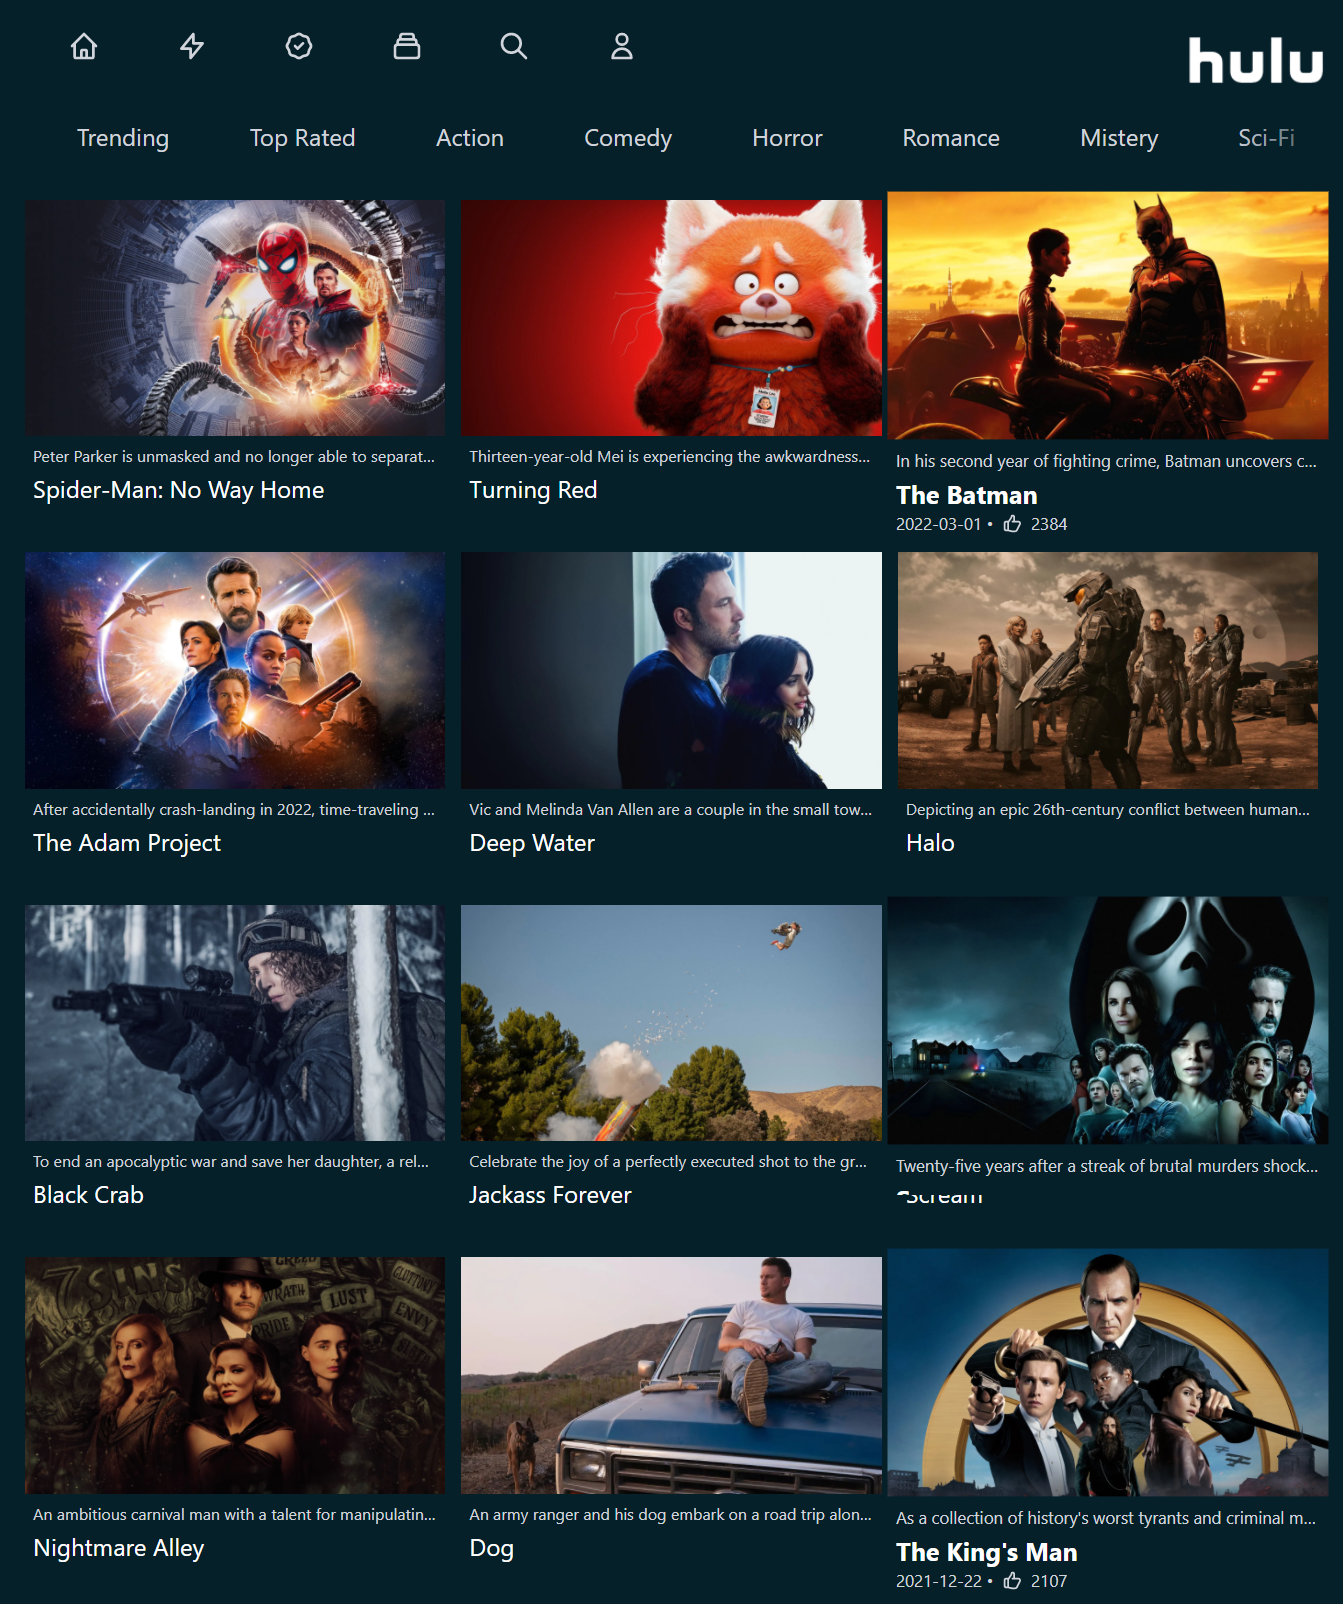 hulu
Trending Top Rated Action Comedy Horror Romance Mistery Sci-Fi
Peter Parker is unmasked and no longer able to separat...
Spider-Man: No Way Home
Thirteen-year-old Mei is experiencing the awkwardness...
Turning Red
In his second year of fighting crime, Batman uncovers c...
The Batman
2022-03-01 • 2384
After accidentally crash-landing in 2022, time-traveling ...
The Adam Project
Vic and Melinda Van Allen are a couple in the small tow...
Deep Water
Depicting an epic 26th-century conflict between human...
Halo
To end an apocalyptic war and save her daughter, a rel...
Black Crab
Celebrate the joy of a perfectly executed shot to the gr...
Jackass Forever
Twenty-five years after a streak of brutal murders shock...
Scream
7 SINS
GREED
WRATH
LUST
GLUTTONY
ENVY
PRIDE
An ambitious carnival man with a talent for manipulatin...
Nightmare Alley
An army ranger and his dog embark on a road trip alon...
Dog
As a collection of history's worst tyrants and criminal m...
The King's Man
2021-12-22 • 2107